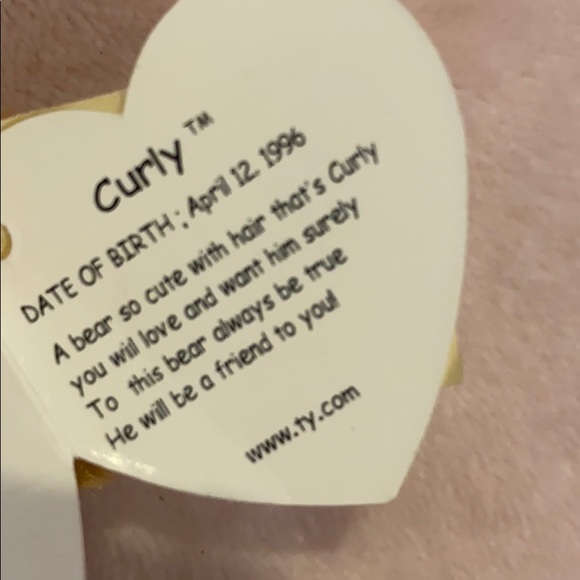 Curly™
DATE OF BIRTH : April 12 1996
A bear so cute with hair that's Curly
you will love and want him surely
To this bear always be true
He will be a friend to you!
www.ty.com